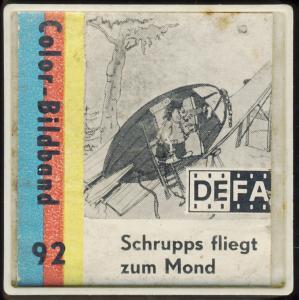 Color-Bildband
92
DEFA
Schrupps fliegt
zum Mond